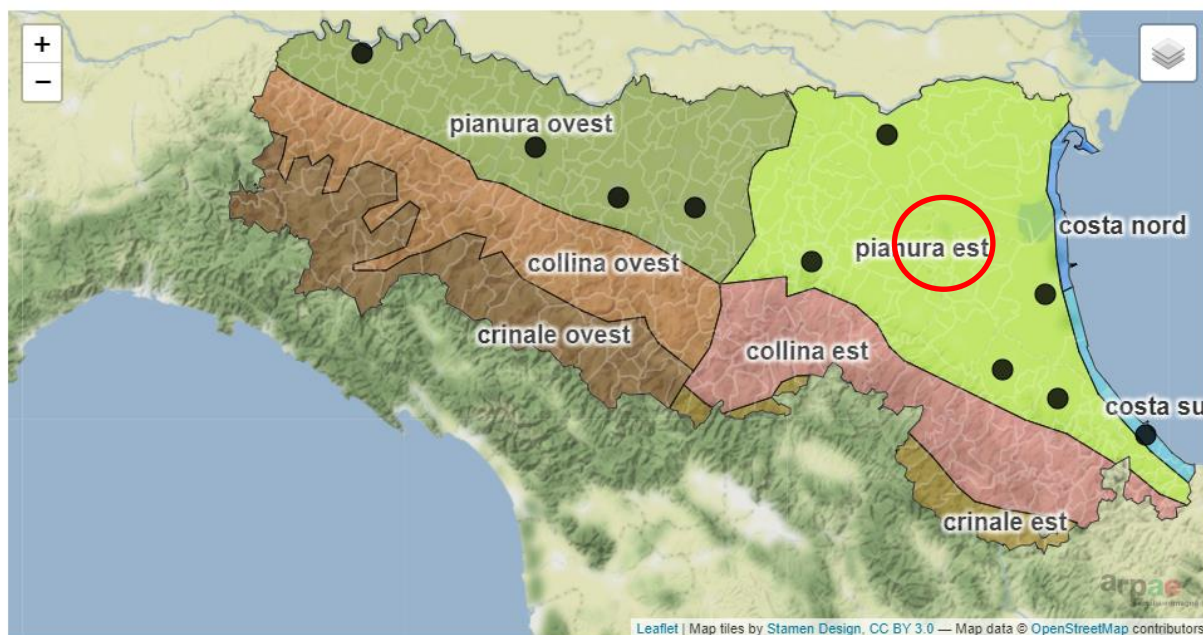 +
−
pianura ovest
costa nord
pianura est
collina ovest
crinale ovest
collina est
costa su
crinale est
arpae
Leaflet | Map tiles by Stamen Design, CC BY 3.0 — Map data © OpenStreetMap contributors